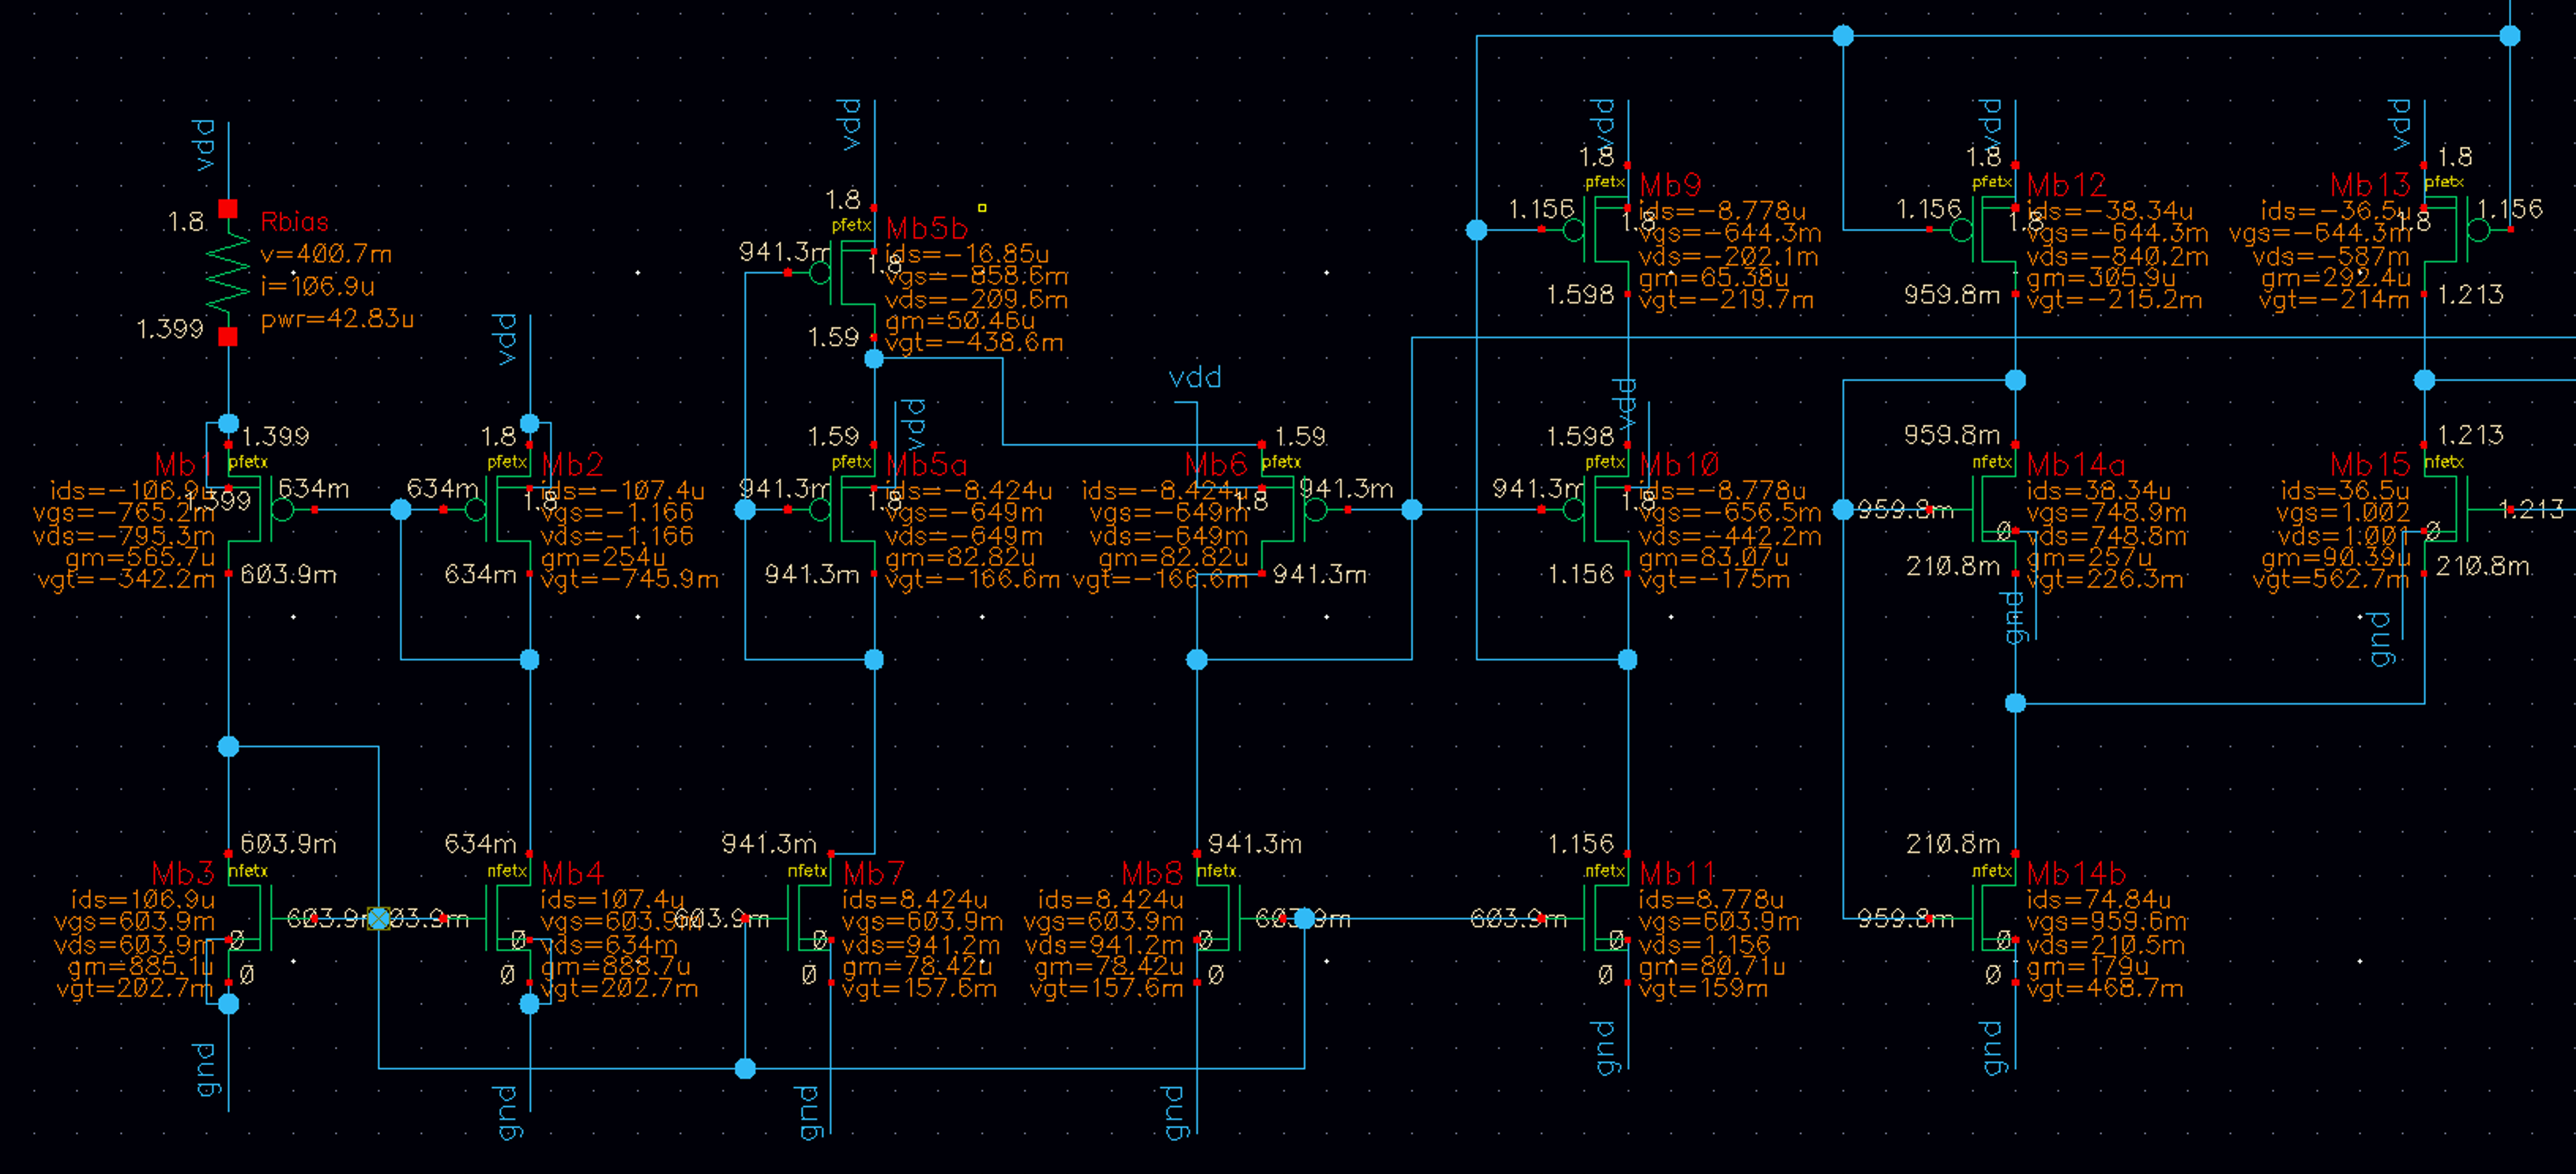 vdd
1.8
Rbias
v=400.7m
i=106.9u
pwr=42.83u
1.399
1.399
Mb1
pfetx
ids=-106.9u
vgs=-765.2m
vds=-795.3m
gm=565.7u
vgt=-342.2m
1.399
634m
603.9m
vdd
1.8
pfetx
Mb2
634m
1.8
ids=-107.4u
vgs=-1.166
vds=-1.166
gm=254u
vgt=-745.9m
634m
vdd
1.8
pfetx
Mb5b
941.3m
1.8
ids=-16.85u
vgs=-858.6m
vds=-209.6m
gm=50.46u
vgt=-438.6m
1.59
vdd
1.59
pfetx
Mb5a
941.3m
1.8
ids=-8.424u
vgs=-649m
vds=-649m
gm=82.82u
vgt=-166.6m
941.3m
vdd
1.59
Mb6
pfetx
ids=-8.424u
vgs=-649m
vds=-649m
gm=82.82u
vgt=-166.6m
1.8
941.3m
941.3m
vdd
1.8
pfetx
Mb9
1.156
1.8
ids=-8.778u
vgs=-644.3m
vds=-202.1m
gm=65.38u
vgt=-219.7m
1.598
vdd
1.598
pfetx
Mb10
941.3m
1.8
ids=-8.778u
vgs=-656.5m
vds=-442.2m
gm=83.07u
vgt=-175m
1.156
vdd
1.8
pfetx
Mb12
1.156
1.8
ids=-38.34u
vgs=-644.3m
vds=-840.2m
gm=305.9u
vgt=-215.2m
959.8m
vdd
1.8
Mb13
pfetx
ids=-36.5u
vgs=-644.3m
vds=-587m
gm=292.4u
vgt=-214m
1.8
1.156
1.213
959.8m
nfetx
Mb14a
959.8m
0
ids=38.34u
vgs=748.9m
vds=748.8m
gm=257u
vgt=226.3m
210.8m
gnd
1.213
Mb15
nfetx
ids=36.5u
vgs=1.002
vds=1.001
gm=90.39u
vgt=562.7m
0
1.213
210.8m
gnd
603.9m
Mb3
nfetx
ids=106.9u
vgs=603.9m
vds=603.9m
gm=885.1u
vgt=202.7m
0
603.9m
0
gnd
634m
nfetx
Mb4
603.9m
0
ids=107.4u
vgs=603.9m
vds=634m
gm=888.7u
vgt=202.7m
0
gnd
941.3m
nfetx
Mb7
603.9m
0
ids=8.424u
vgs=603.9m
vds=941.2m
gm=78.42u
vgt=157.6m
0
gnd
941.3m
Mb8
nfetx
ids=8.424u
vgs=603.9m
vds=941.2m
gm=78.42u
vgt=157.6m
0
603.9m
0
gnd
1.156
nfetx
Mb11
603.9m
0
ids=8.778u
vgs=603.9m
vds=1.156
gm=80.71u
vgt=159m
0
gnd
210.8m
nfetx
Mb14b
959.8m
0
ids=74.84u
vgs=959.6m
vds=210.5m
gm=179u
vgt=468.7m
0
gnd